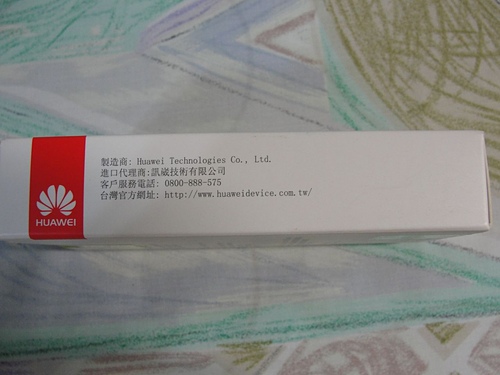 製造商: Huawei Technologies Co., Ltd.
進口代理商:訊崴技術有限公司
客戶服務電話: 0800-888-575
台灣官方網址: http://www.huaweidevice.com.tw/
HUAWEI